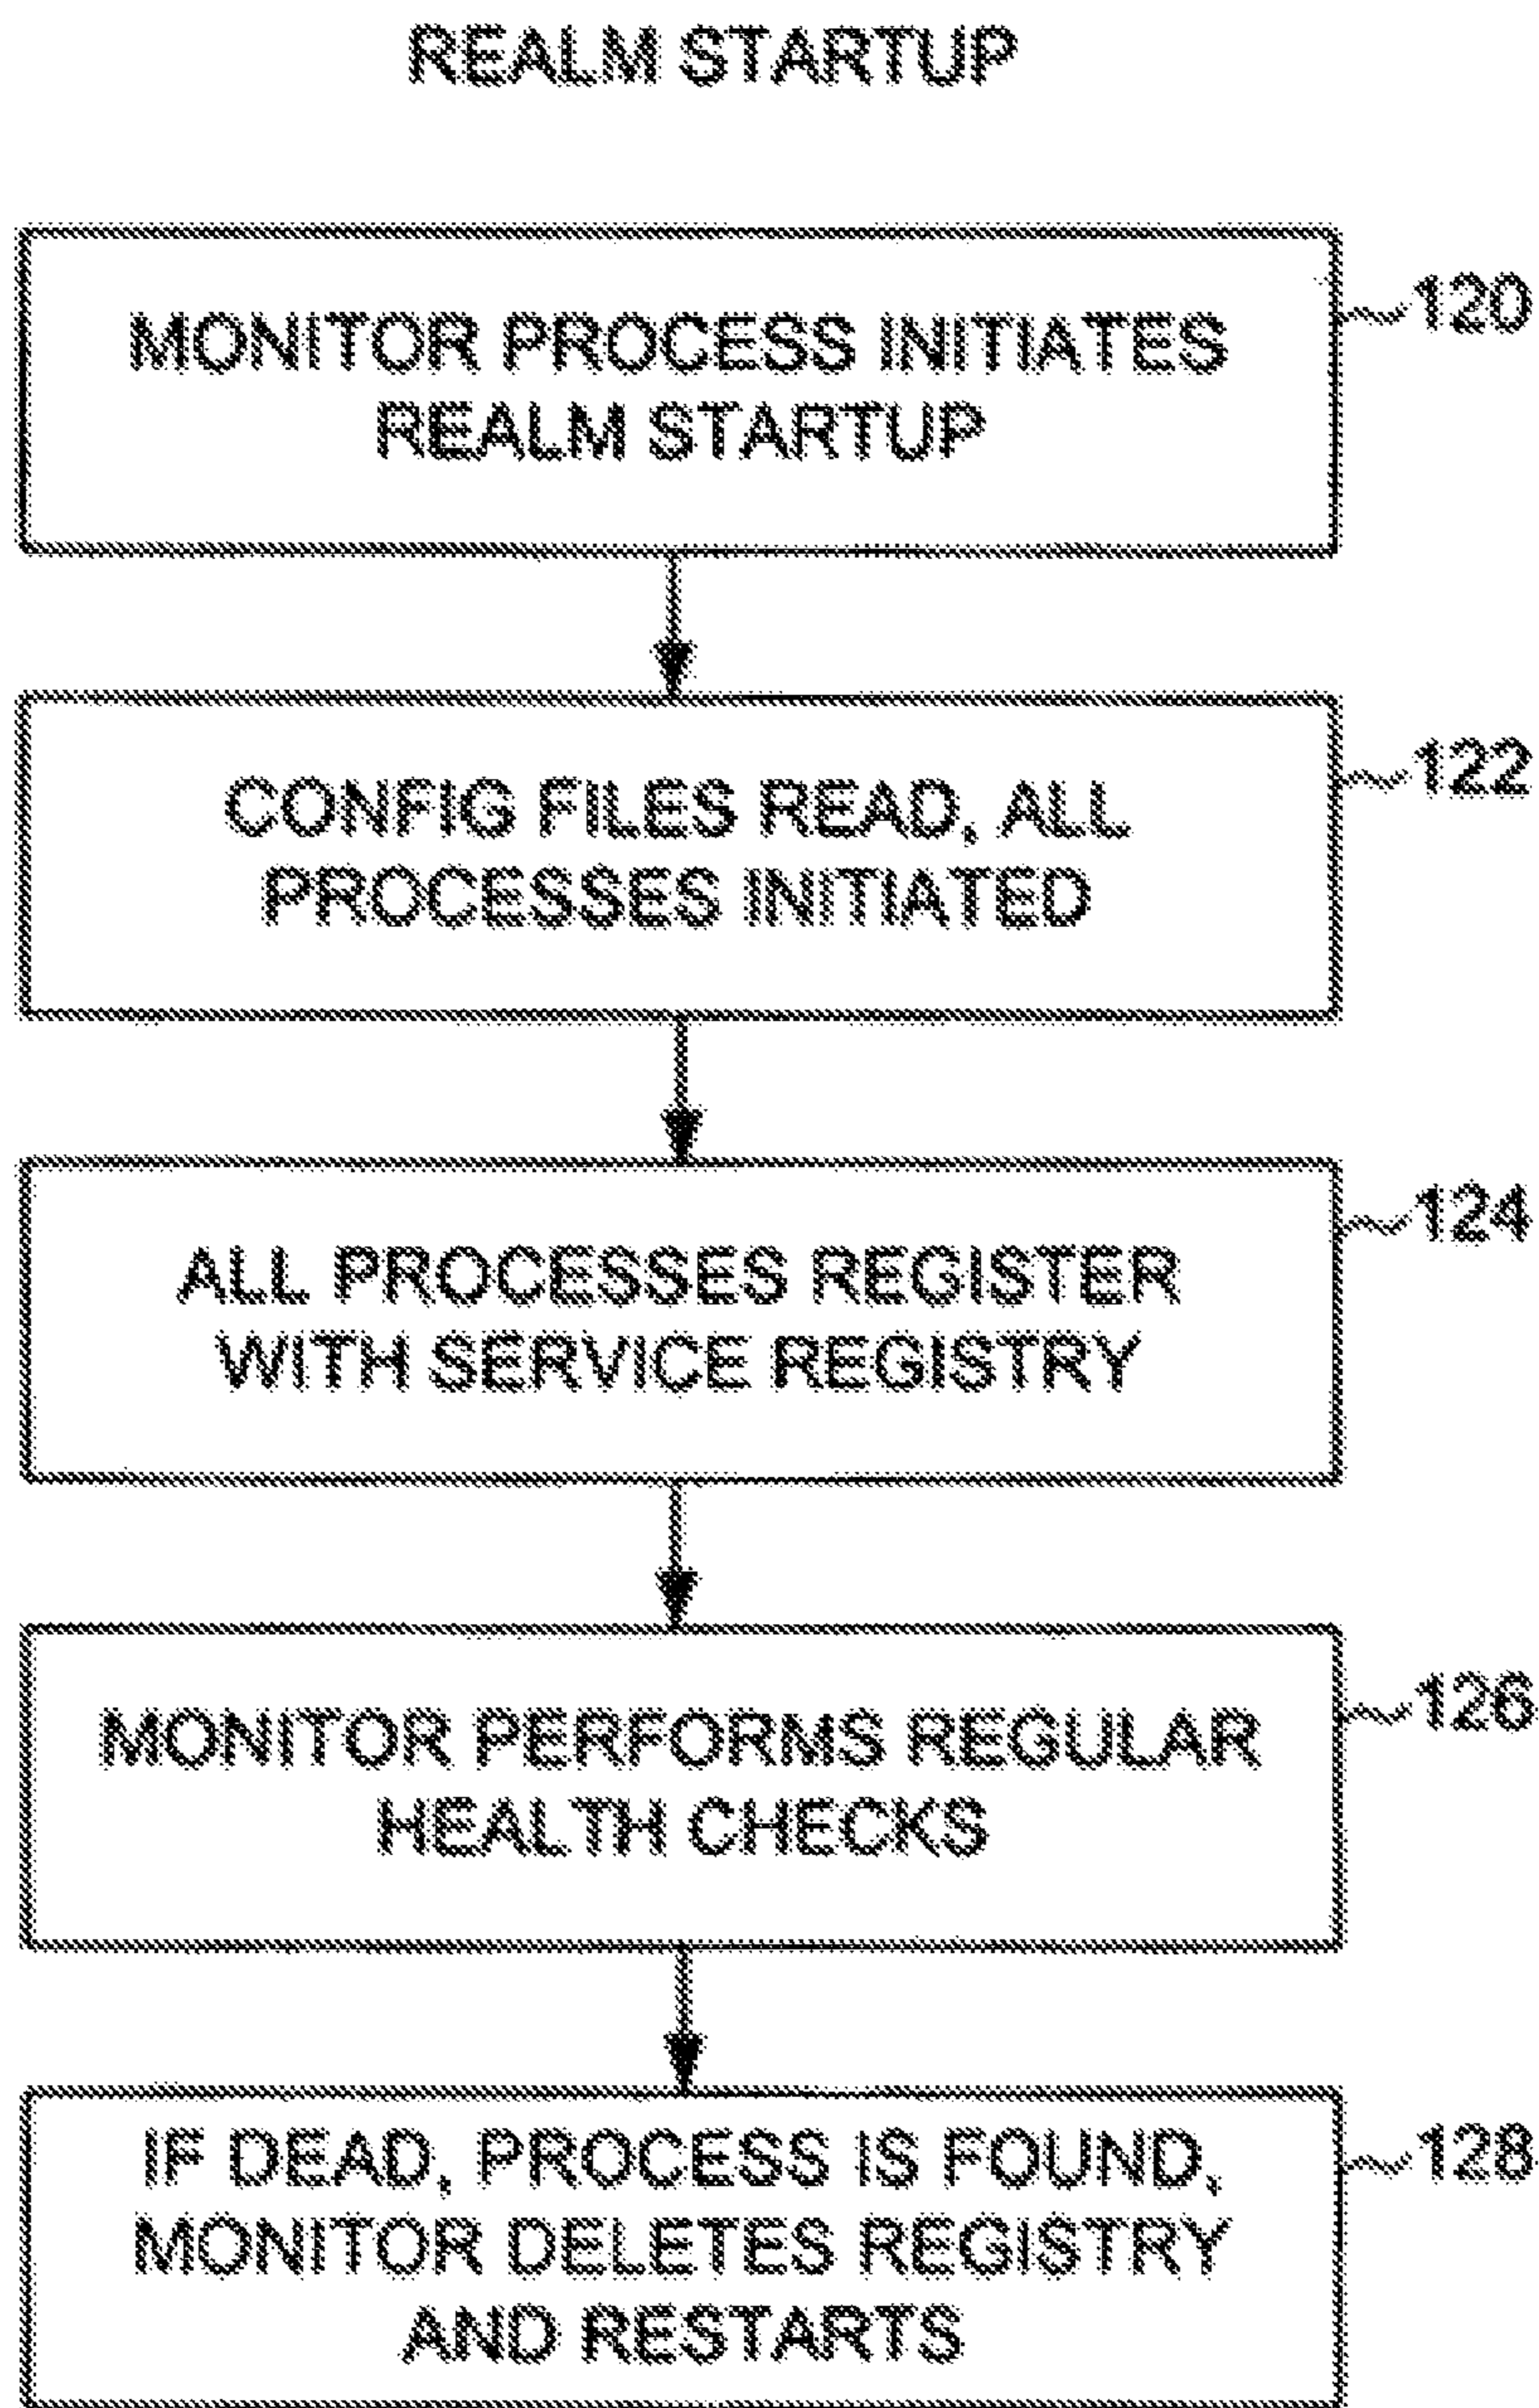 REALM STARTUP
MONITOR PROCESS INITIATES
REALM STARTUP
120
CONFIG FILES READ, ALL
PROCESSES INITIATED
122
ALL PROCESSES REGISTER
WITH SERVICE REGISTRY
124
MONITOR PERFORMS REGULAR
HEALTH CHECKS
126
IF DEAD, PROCESS IS FOUND,
MONITOR DELETES REGISTRY
AND RESTARTS
128